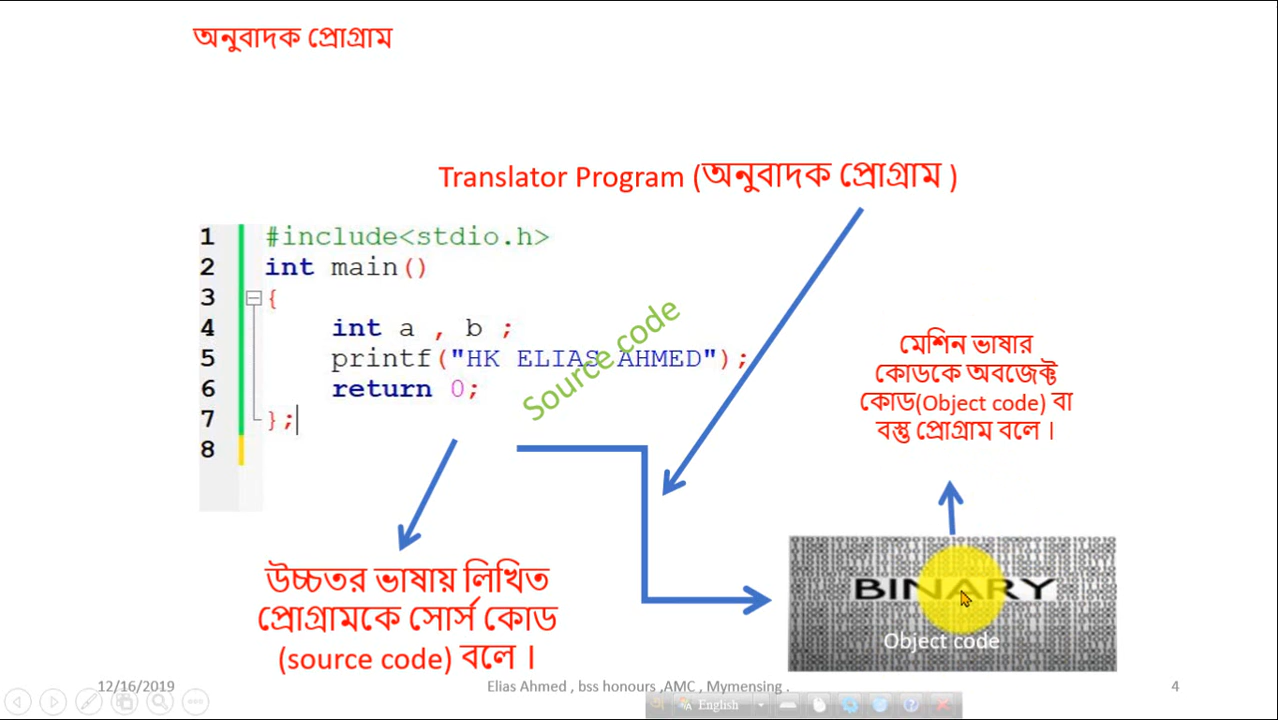 অনুবাদক প্রোগ্রাম
Translator Program (অনুবাদক প্রোগ্রাম )
1 #include<stdio.h>
2 int main()
3 {
4 int a , b ;
5 printf("HK ELIAS AHMED");
6 return 0;
7 };
8
Source code
মেশিন ভাষার
কোডকে অবজেক্ট
কোড(Object code) বা
বস্তু প্রোগ্রাম বলে ।
উচ্চতর ভাষায় লিখিত
প্রোগ্রামকে সোর্স কোড
(source code) বলে ।
BINARY
Object code
12/16/2019
Elias Ahmed , bss honours ,AMC , Mymensing .
4
English